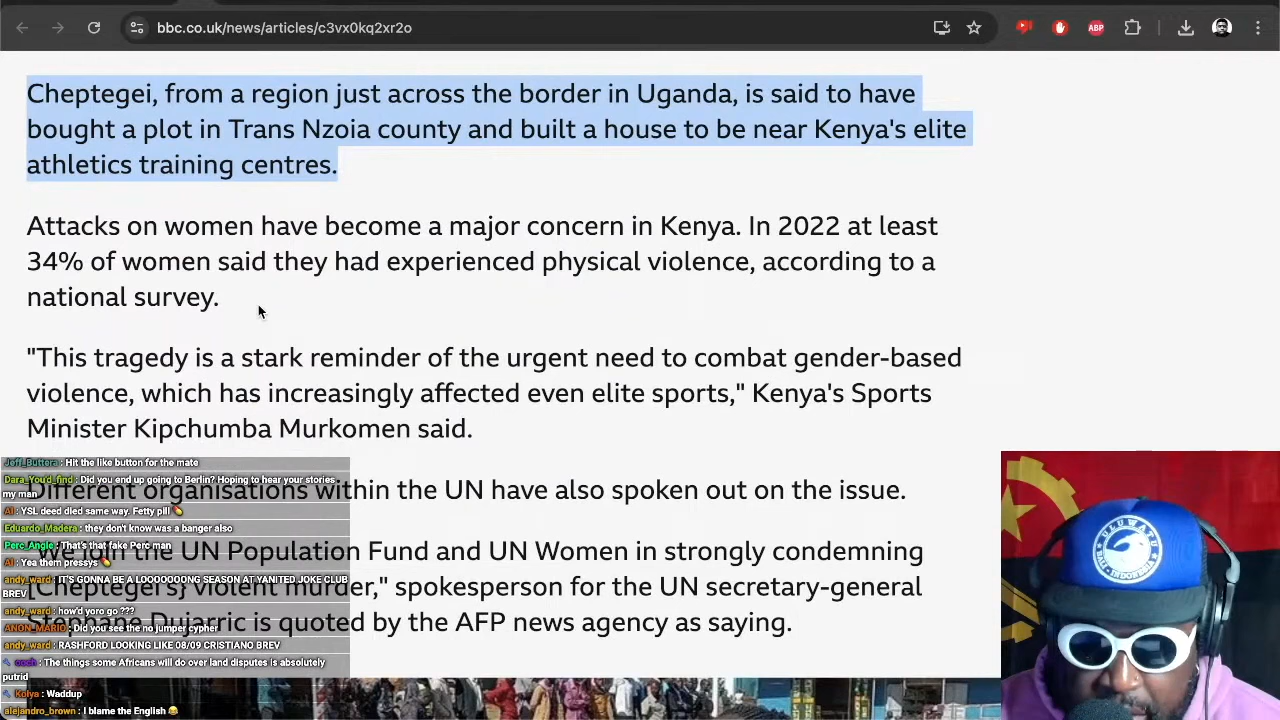 bbc.co.uk/news/articles/c3vx0kq2xr2o
ABP
Cheptegei, from a region just across the border in Uganda, is said to have
bought a plot in Trans Nzoia county and built a house to be near Kenya's elite
athletics training centres.
Attacks on women have become a major concern in Kenya. In 2022 at least
34% of women said they had experienced physical violence, according to a
national survey.
"This tragedy is a stark reminder of the urgent need to combat gender-based
violence, which has increasingly affected even elite sports," Kenya's Sports
Minister Kipchumba Murkomen said.
Different organisations within the UN have also spoken out on the issue.
the UN Population Fund and UN Women in strongly condemning
[Cheptegei's] violent murder," spokesperson for the UN secretary-general
Stephane Dujarric is quoted by the AFP news agency as saying.
Jeff_Buttera : Hit the like button for the mate
Dara_You'd_find : Did you end up going to Berlin? Hoping to hear your stories
my man
AI : YSL deed died same way. Fetty pill 💊
Eduardo_Madera : they don't know was a banger also
Perc_Angle : That's that fake Perc man
AI : Yea them pressys 💊
andy_ward : IT'S GONNA BE A LOOOOOOONG SEASON AT YANITED JOKE CLUB
BREV
andy_ward : how'd yoro go ???
ANON_MARIO : Did you see the no jumper cypher
andy_ward : RASHFORD LOOKING LIKE 08/09 CRISTIANO BREV
: The things some Africans will do over land disputes is absolutely
putrid
Kolya : Waddup
alejandro_brown : I blame the English 😂
OLUWATU
BALI - INDONESIA